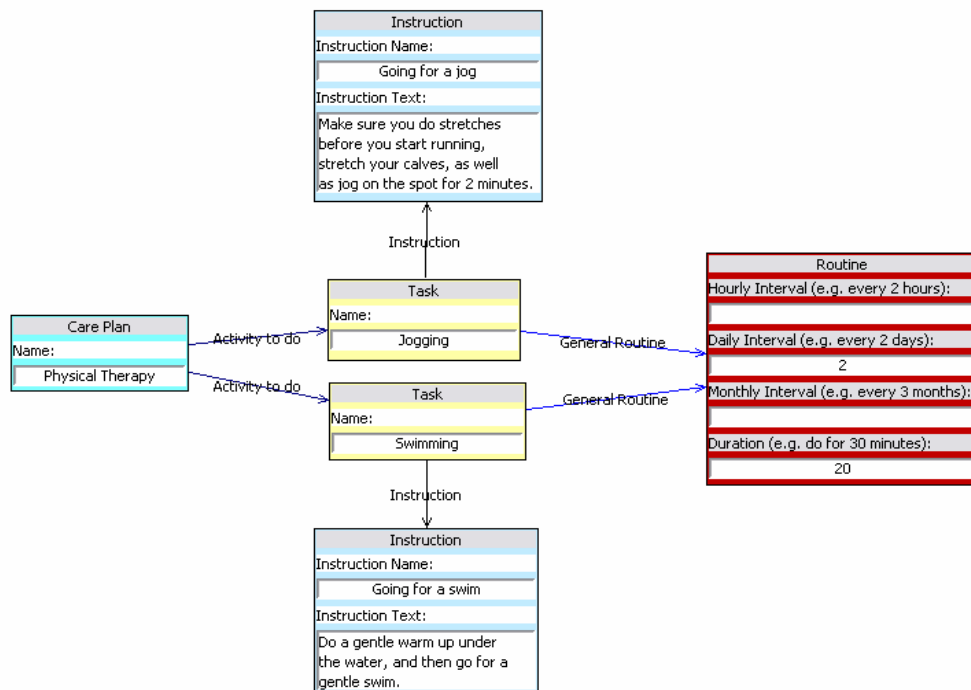 Instruction
Instruction Name:
Going for a jog
Instruction Text:
Make sure you do stretches
before you start running,
stretch your calves, as well
as jog on the spot for 2 minutes.
Instruction
Task
Name:
Jogging
Care Plan
Name:
Physical Therapy
Activity to do
Activity to do
General Routine
General Routine
Routine
Hourly Interval (e.g. every 2 hours):
Daily Interval (e.g. every 2 days):
2
Monthly Interval (e.g. every 3 months):
Duration (e.g. do for 30 minutes):
20
Task
Name:
Swimming
Instruction
Instruction
Instruction Name:
Going for a swim
Instruction Text:
Do a gentle warm up under
the water, and then go for a
gentle swim.